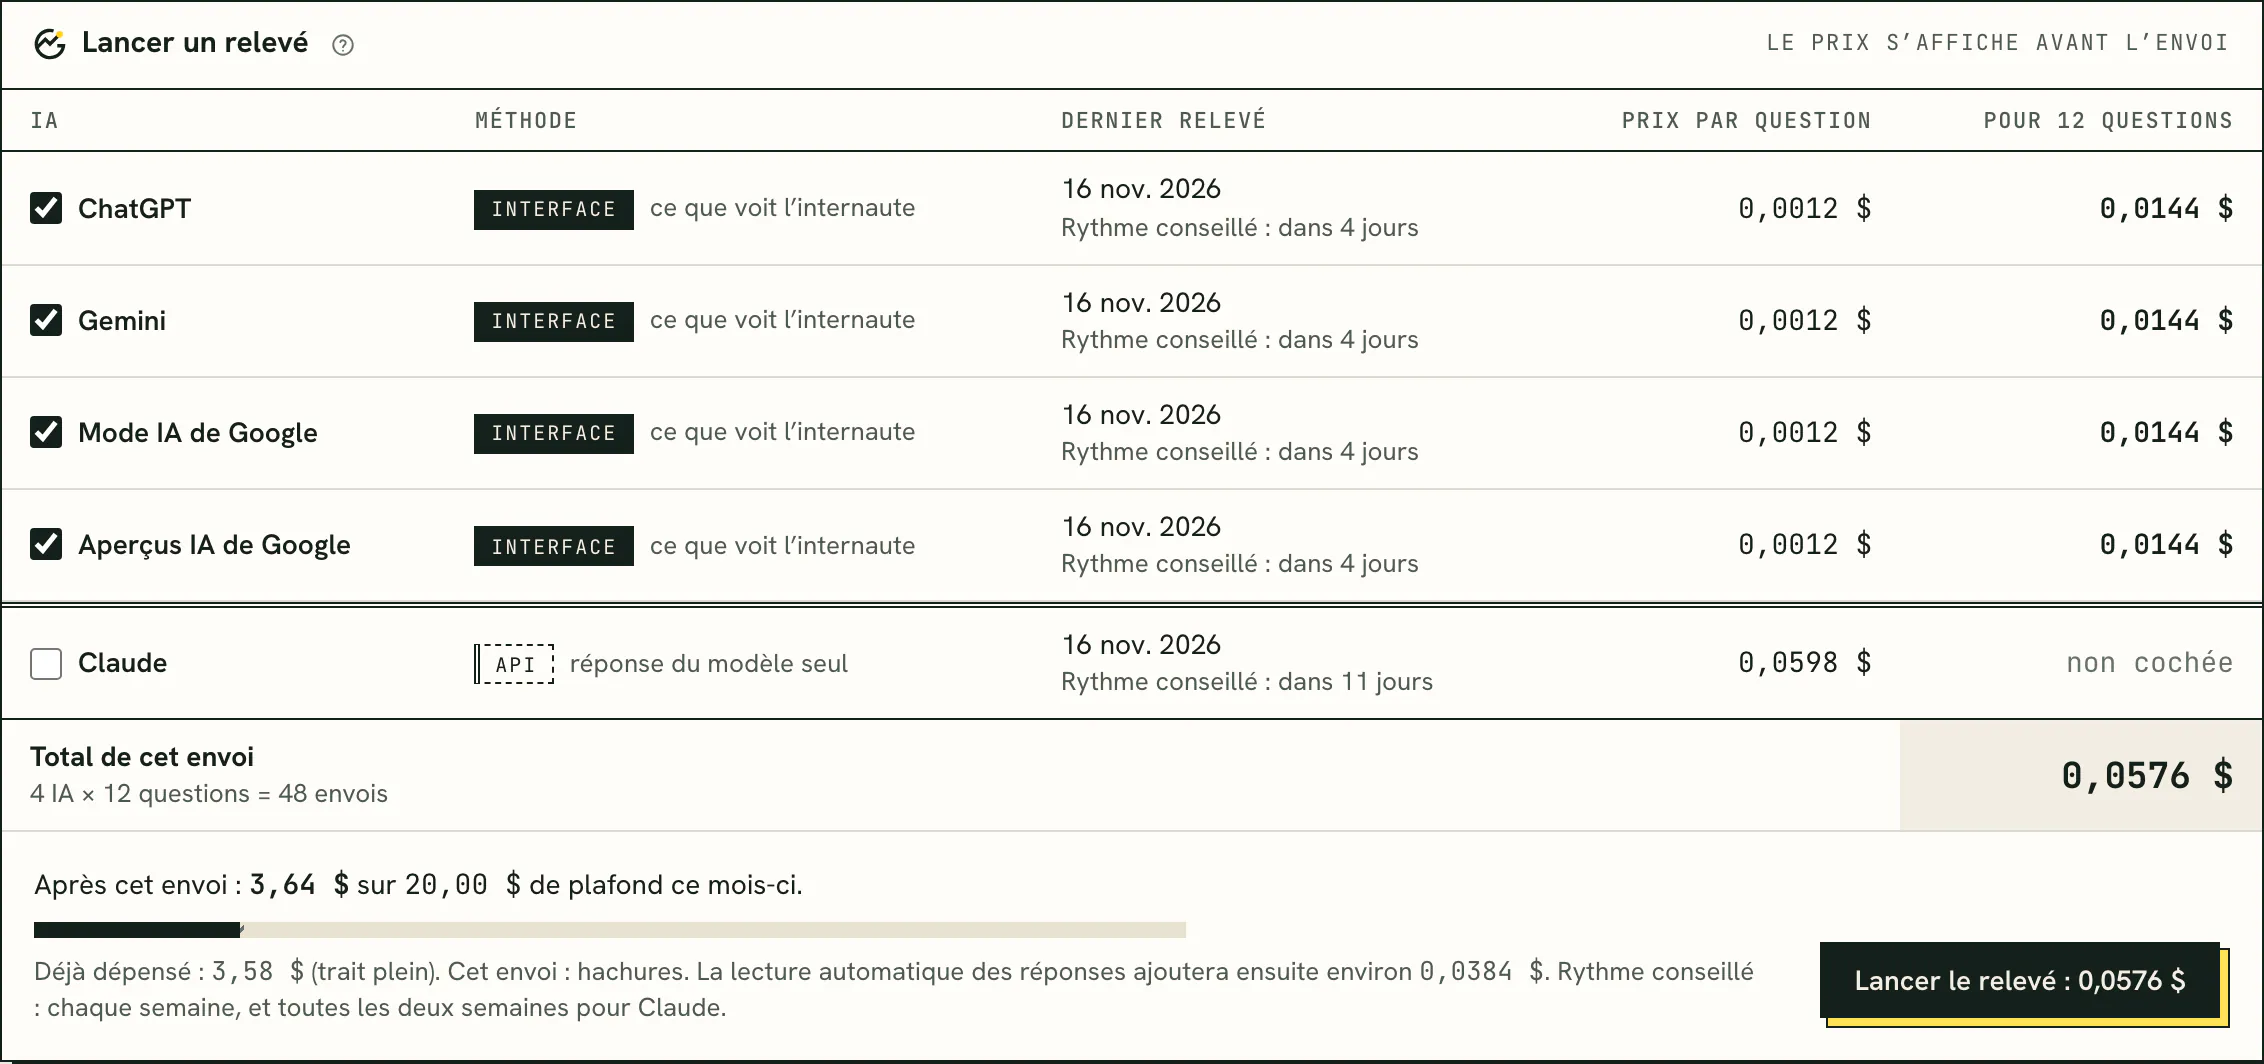 Lancer un relevé ?
LE PRIX S’AFFICHE AVANT L’ENVOI
IA MÉTHODE DERNIER RELEVÉ PRIX PAR QUESTION POUR 12 QUESTIONS
ChatGPT INTERFACE ce que voit l’internaute 16 nov. 2026 0,0012 $ 0,0144 $
Rythme conseillé : dans 4 jours
Gemini INTERFACE ce que voit l’internaute 16 nov. 2026 0,0012 $ 0,0144 $
Rythme conseillé : dans 4 jours
Mode IA de Google INTERFACE ce que voit l’internaute 16 nov. 2026 0,0012 $ 0,0144 $
Rythme conseillé : dans 4 jours
Aperçus IA de Google INTERFACE ce que voit l’internaute 16 nov. 2026 0,0012 $ 0,0144 $
Rythme conseillé : dans 4 jours
Claude API réponse du modèle seul 16 nov. 2026 0,0598 $ non cochée
Rythme conseillé : dans 11 jours
Total de cet envoi 0,0576 $
4 IA × 12 questions = 48 envois
Après cet envoi : 3,64 $ sur 20,00 $ de plafond ce mois-ci.
Déjà dépensé : 3,58 $ (trait plein). Cet envoi : hachures. La lecture automatique des réponses ajoutera ensuite environ 0,0384 $. Rythme conseillé
: chaque semaine, et toutes les deux semaines pour Claude.
Lancer le relevé : 0,0576 $